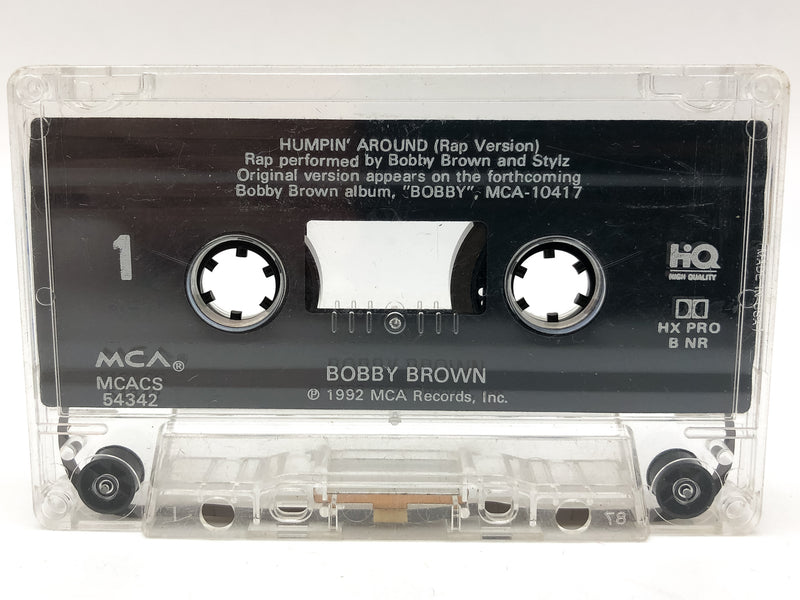 HUMPIN' AROUND (Rap Version)
Rap performed by Bobby Brown and Stylz
Original version appears on the forthcoming
Bobby Brown album, "BOBBY", MCA-10417
1
HiQ
HIGH QUALITY
HX PRO
B NR
MCA®
MCACS
54342
BOBBY BROWN
℗ 1992 MCA Records, Inc.
87